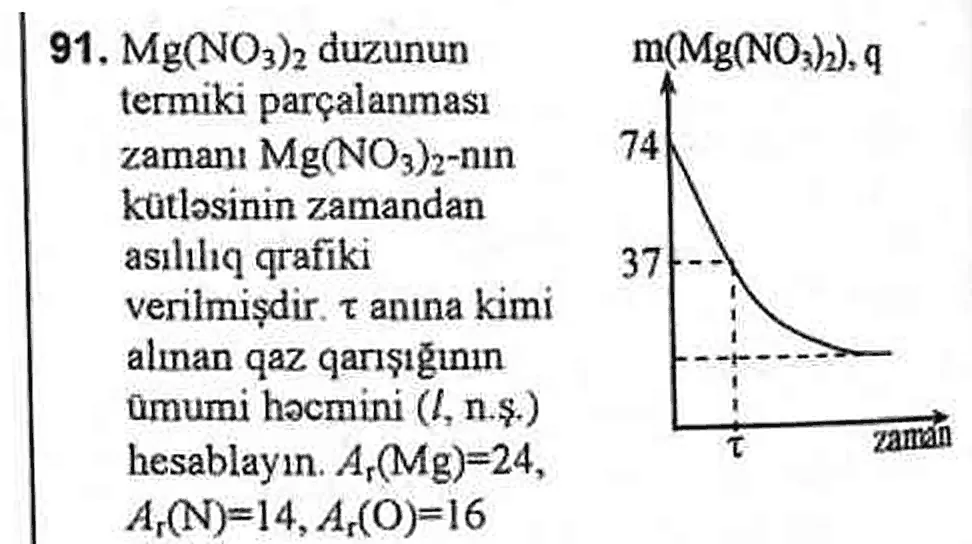 91. Mg(NO₃)₂ duzunun
termiki parçalanması
zamanı Mg(NO₃)₂-nın
kütləsinin zamandan
asılılıq qrafiki
verilmişdir. τ anına kimi
alınan qaz qarışığının
ümumi həcmini (l, n.ş.)
hesablayın. Aᵣ(Mg)=24,
Aᵣ(N)=14, Aᵣ(O)=16
m(Mg(NO₃)₂), q
74
37
τ
zaman